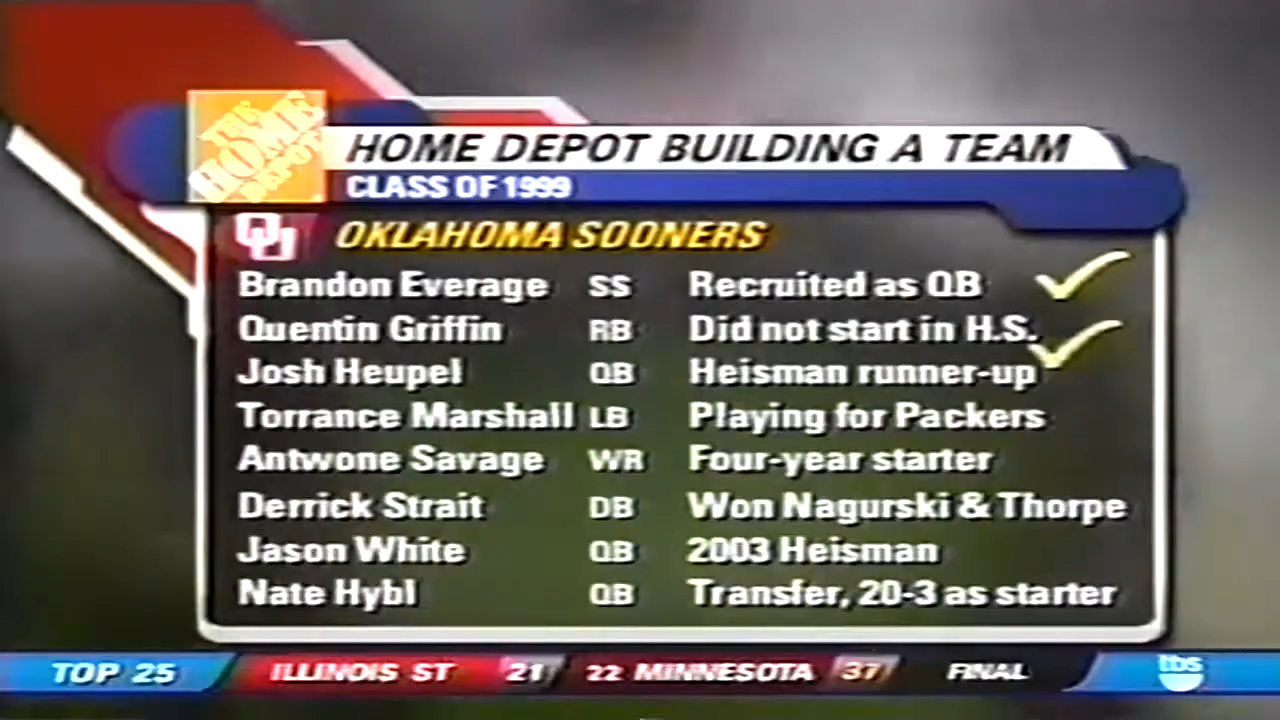 THE HOME DEPOT
HOME DEPOT BUILDING A TEAM
CLASS OF 1999
OU OKLAHOMA SOONERS
Brandon Everage SS Recruited as QB
Quentin Griffin RB Did not start in H.S.
Josh Heupel QB Heisman runner-up
Torrance Marshall LB Playing for Packers
Antwone Savage WR Four-year starter
Derrick Strait DB Won Nagurski & Thorpe
Jason White QB 2003 Heisman
Nate Hybl QB Transfer, 20-3 as starter
TOP 25 ILLINOIS ST 21 22 MINNESOTA 37 FINAL tbs